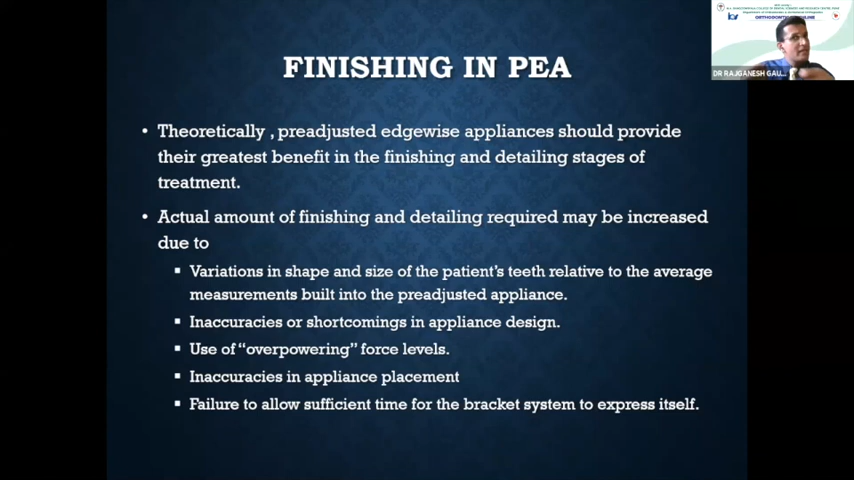 ORTHODONTIC
FINISHING IN PEA
DR RAJGANESH GAU...
• Theoretically , preadjusted edgewise appliances should provide
their greatest benefit in the finishing and detailing stages of
treatment.
• Actual amount of finishing and detailing required may be increased
due to
▪ Variations in shape and size of the patient's teeth relative to the average
measurements built into the preadjusted appliance.
▪ Inaccuracies or shortcomings in appliance design.
▪ Use of “overpowering” force levels.
▪ Inaccuracies in appliance placement
▪ Failure to allow sufficient time for the bracket system to express itself.